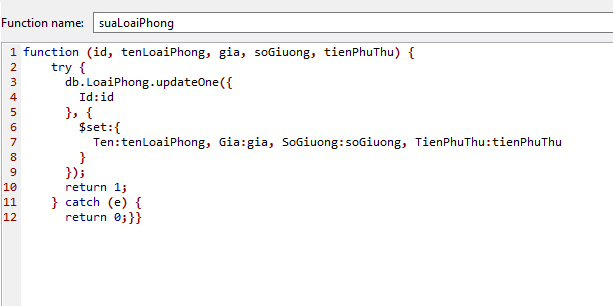 Function name: suaLoaiPhong
1 function (id, tenLoaiPhong, gia, soGiuong, tienPhuThu) {
2     try {
3       db.LoaiPhong.updateOne({
4         Id:id
5       }, {
6         $set:{
7           Ten:tenLoaiPhong, Gia:gia, SoGiuong:soGiuong, TienPhuThu:tienPhuThu
8         }
9       });
10       return 1;
11     } catch (e) {
12       return 0;}}